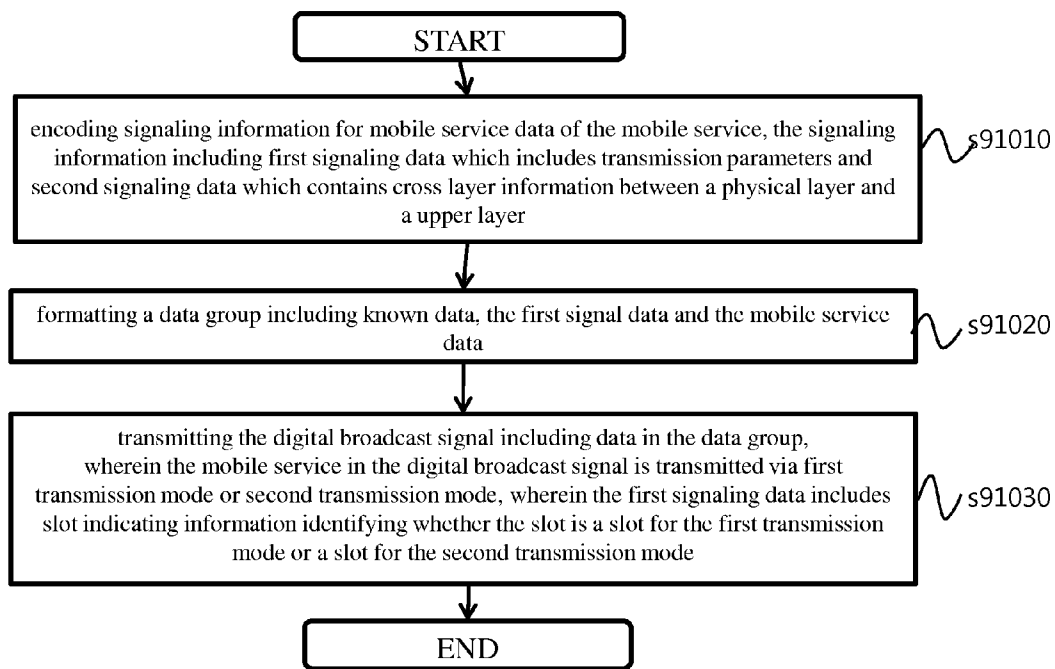 START
encoding signaling information for mobile service data of the mobile service, the signaling
information including first signaling data which includes transmission parameters and
second signaling data which contains cross layer information between a physical layer and
a upper layer
s91010
formatting a data group including known data, the first signal data and the mobile service
data
s91020
transmitting the digital broadcast signal including data in the data group,
wherein the mobile service in the digital broadcast signal is transmitted via first
transmission mode or second transmission mode, wherein the first signaling data includes
slot indicating information identifying whether the slot is a slot for the first transmission
mode or a slot for the second transmission mode
s91030
END